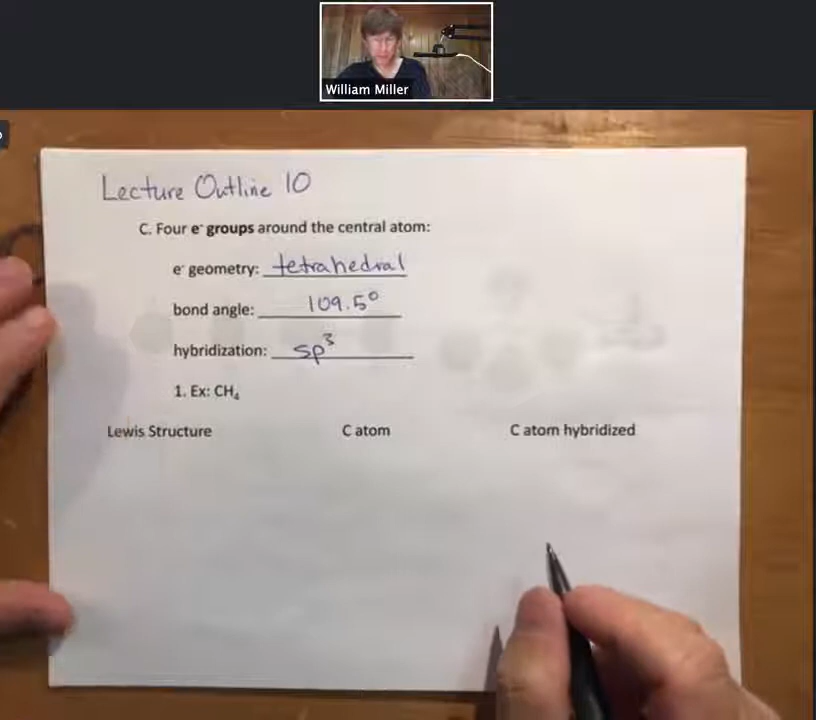 William Miller
Lecture Outline 10
C. Four e⁻ groups around the central atom:
e⁻ geometry: tetrahedral
bond angle: 109.5°
hybridization: sp³
1. Ex: CH₄
Lewis Structure C atom C atom hybridized